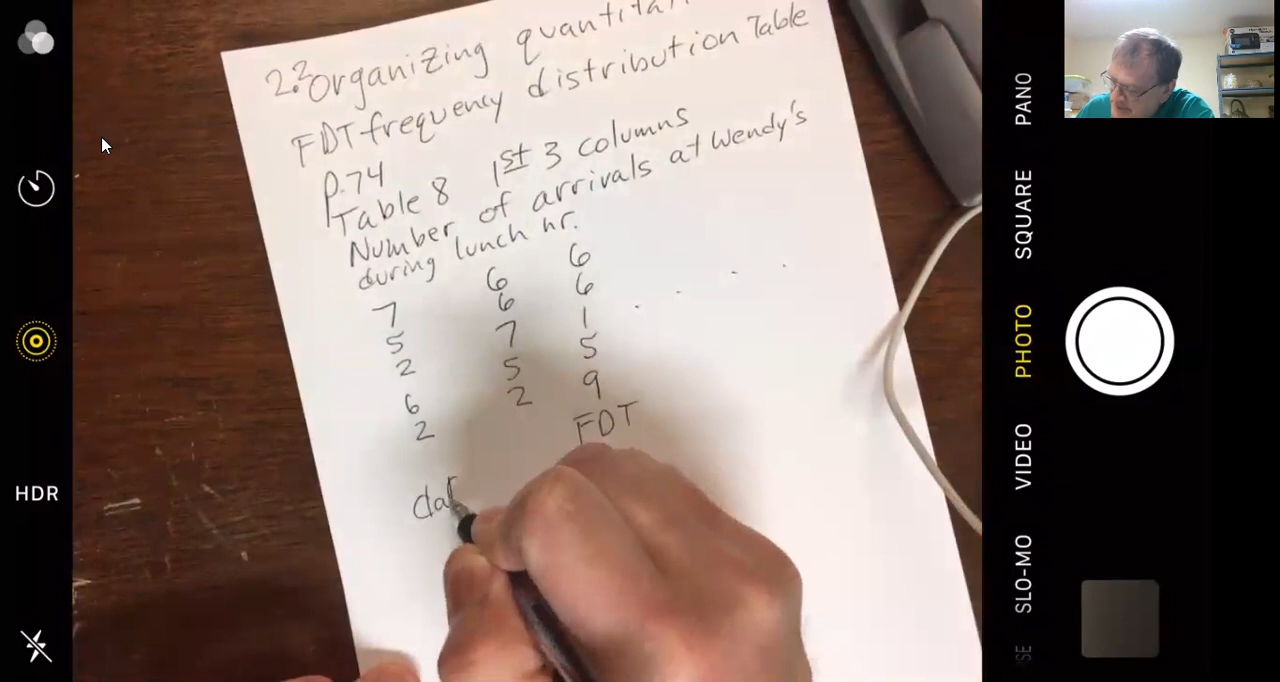 2.2 Organizing
FDT frequency distribution Table
p.74
Table 8 1st 3 columns
Number of arrivals at Wendy's
during lunch hr.
7 6 6
5 6 6
2 7 1
6 5 5
2 2 9
FDT
HDR
PANO
SQUARE
PHOTO
VIDEO
SLO-MO